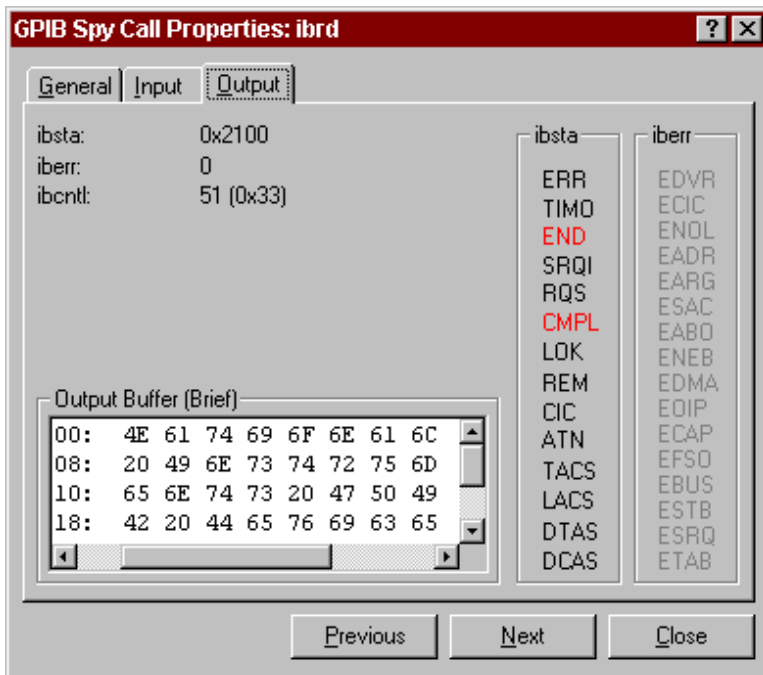 GPIB Spy Call Properties: ibrd
General Input Output
ibsta: 0x2100
iberr: 0
ibcntl: 51 (0x33)
ibsta
ERR
TIMO
END
SRQI
RQS
CMPL
LOK
REM
CIC
ATN
TACS
LACS
DTAS
DCAS
iberr
EDVR
ECIC
ENOL
EADR
EARG
ESAC
EABO
ENEB
EDMA
EOIP
ECAP
EFSO
EBUS
ESTB
ESRQ
ETAB
Output Buffer (Brief)
00: 4E 61 74 69 6F 6E 61 6C
08: 20 49 6E 73 74 72 75 6D
10: 65 6E 74 73 20 47 50 49
18: 42 20 44 65 76 69 63 65
Previous Next Close